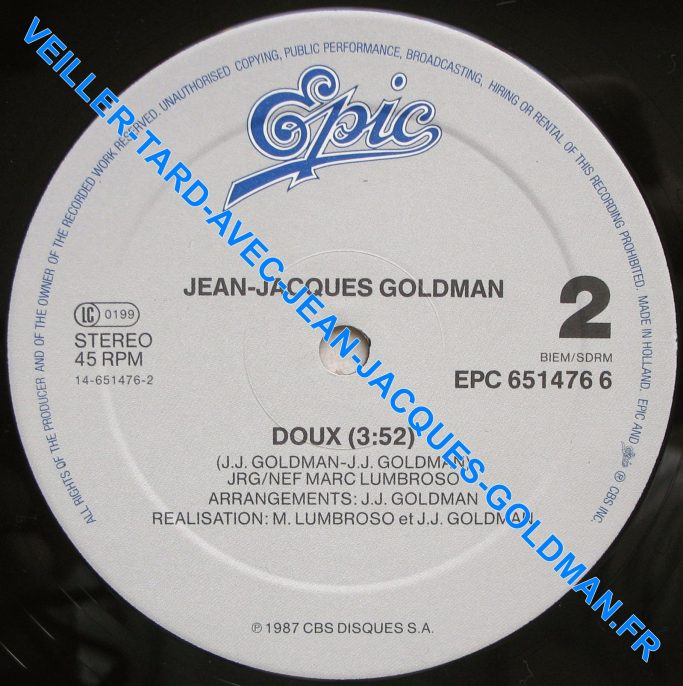 ALL RIGHTS OF THE PRODUCER AND OF THE OWNER OF THE RECORDED WORK RESERVED. UNAUTHORISED COPYING, PUBLIC PERFORMANCE, BROADCASTING, HIRING OR RENTAL OF THIS RECORDING PROHIBITED. MADE IN HOLLAND. EPIC AND Epic ℗ © CBS INC.
Epic
JEAN-JACQUES GOLDMAN
2
LC 0199
STEREO
45 RPM
14-651476-2
BIEM/SDRM
EPC 651476 6
DOUX (3:52)
(J.J. GOLDMAN-J.J. GOLDMAN)
JRG/NEF MARC LUMBROSO
ARRANGEMENTS: J.J. GOLDMAN
REALISATION: M. LUMBROSO et J.J. GOLDMAN
℗ 1987 CBS DISQUES S.A.
VEILLER-TARD-AVEC-JEAN-JACQUES-GOLDMAN.FR